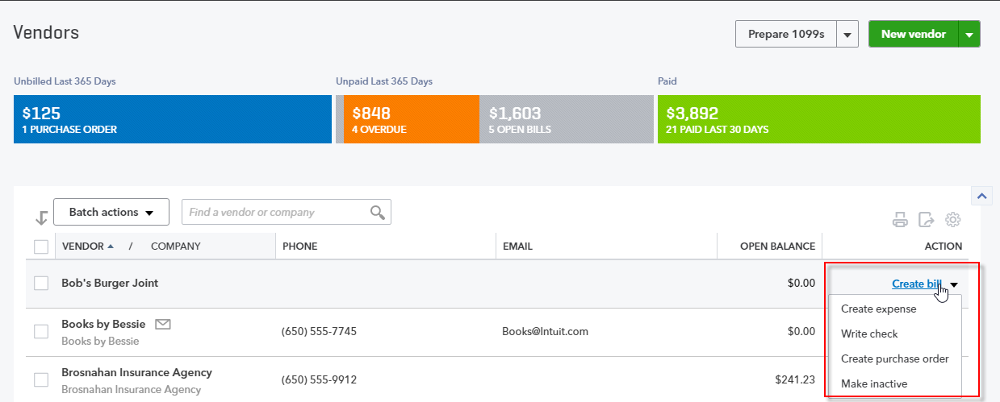 Vendors
Prepare 1099s
New vendor
Unbilled Last 365 Days
Unpaid Last 365 Days
Paid
$125
1 PURCHASE ORDER
$848
4 OVERDUE
$1,603
5 OPEN BILLS
$3,892
21 PAID LAST 30 DAYS
Batch actions
Find a vendor or company
VENDOR / COMPANY
PHONE
EMAIL
OPEN BALANCE
ACTION
Bob's Burger Joint
$0.00
Create bill
Create expense
Books by Bessie
Books by Bessie
(650) 555-7745
Books@Intuit.com
$0.00
Write check
Create purchase order
Brosnahan Insurance Agency
Brosnahan Insurance Agency
(650) 555-9912
$241.23
Make inactive